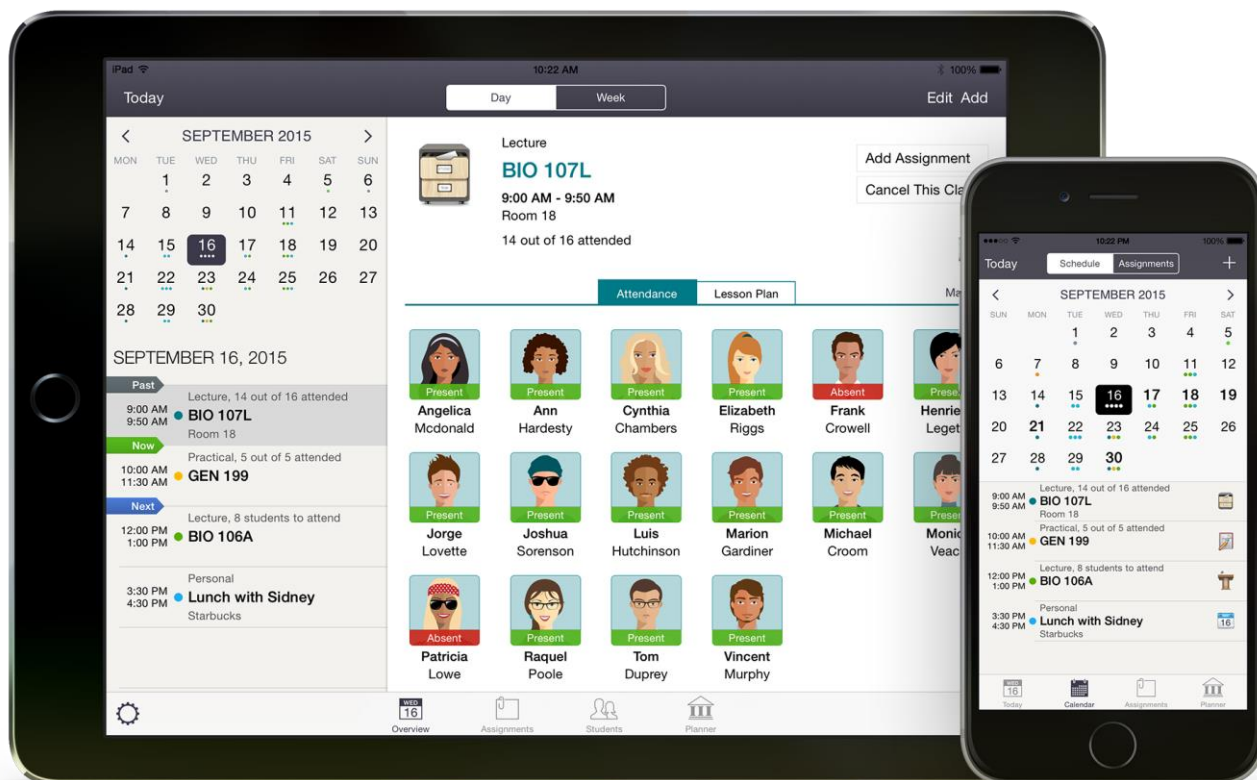 iPad 10:22 AM 100%
Today Day Week Edit Add
SEPTEMBER 2015
MON TUE WED THU FRI SAT SUN
1 2 3 4 5 6
7 8 9 10 11 12 13
14 15 16 17 18 19 20
21 22 23 24 25 26 27
28 29 30
SEPTEMBER 16, 2015
Past
Lecture, 14 out of 16 attended
9:00 AM BIO 107L
9:50 AM
Room 18
Now
Practical, 5 out of 5 attended
10:00 AM GEN 199
11:30 AM
Next
Lecture, 8 students to attend
12:00 PM BIO 106A
1:00 PM
Personal
3:30 PM Lunch with Sidney
4:30 PM
Starbucks
Lecture
BIO 107L
9:00 AM - 9:50 AM
Room 18
14 out of 16 attended
Add Assignment
Cancel This Cla
Attendance Lesson Plan Ma
Present Present Present Present Absent Prese
Angelica Ann Cynthia Elizabeth Frank Henrie
Mcdonald Hardesty Chambers Riggs Crowell Leget
Present Present Present Present Present Present
Jorge Joshua Luis Marion Michael Monic
Lovette Sorenson Hutchinson Gardiner Croom Veac
Absent Present Present Present
Patricia Raquel Tom Vincent
Lowe Poole Duprey Murphy
WED
16
Overview Assignments Students Planner
10:22 PM 100%
Today Schedule Assignments +
SEPTEMBER 2015
SUN MON TUE WED THU FRI SAT
1 2 3 4 5
6 7 8 9 10 11 12
13 14 15 16 17 18 19
20 21 22 23 24 25 26
27 28 29 30
Lecture, 14 out of 16 attended
9:00 AM BIO 107L
9:50 AM
Room 18
Practical, 5 out of 5 attended
10:00 AM GEN 199
11:30 AM
Lecture, 8 students to attend
12:00 PM BIO 106A
1:00 PM
Personal
3:30 PM Lunch with Sidney
4:30 PM 16
Starbucks
WED
16
Today Calendar Assignments Planner